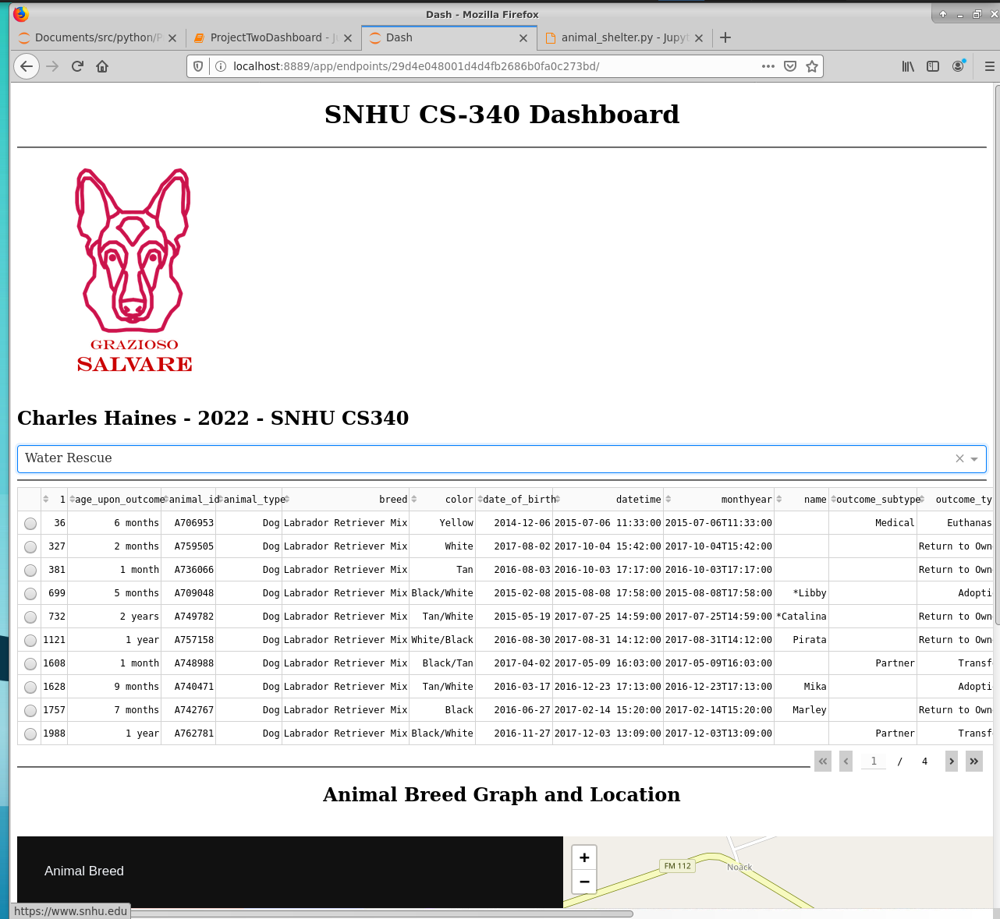 Dash - Mozilla Firefox
Documents/src/python/P
ProjectTwoDashboard - Ju
Dash
animal_shelter.py - Jupyt
localhost:8889/app/endpoints/29d4e048001d4d4fb2686b0fa0c273bd/
SNHU CS-340 Dashboard
GRAZIOSO
SALVARE
Charles Haines - 2022 - SNHU CS340
Water Rescue
1 age_upon_outcome animal_id animal_type breed color date_of_birth datetime monthyear name outcome_subtype outcome_ty
36 6 months A706953 Dog Labrador Retriever Mix Yellow 2014-12-06 2015-07-06 11:33:00 2015-07-06T11:33:00 Medical Euthanas
327 2 months A759505 Dog Labrador Retriever Mix White 2017-08-02 2017-10-04 15:42:00 2017-10-04T15:42:00 Return to Own
381 1 month A736066 Dog Labrador Retriever Mix Tan 2016-08-03 2016-10-03 17:17:00 2016-10-03T17:17:00 Return to Own
699 5 months A709048 Dog Labrador Retriever Mix Black/White 2015-02-08 2015-08-08 17:58:00 2015-08-08T17:58:00 *Libby Adopti
732 2 years A749782 Dog Labrador Retriever Mix Tan/White 2015-05-19 2017-07-25 14:59:00 2017-07-25T14:59:00 *Catalina Return to Own
1121 1 year A757158 Dog Labrador Retriever Mix White/Black 2016-08-30 2017-08-31 14:12:00 2017-08-31T14:12:00 Pirata Return to Own
1608 1 month A748988 Dog Labrador Retriever Mix Black/Tan 2017-04-02 2017-05-09 16:03:00 2017-05-09T16:03:00 Partner Transf
1628 9 months A740471 Dog Labrador Retriever Mix Tan/White 2016-03-17 2016-12-23 17:13:00 2016-12-23T17:13:00 Mika Adopti
1757 7 months A742767 Dog Labrador Retriever Mix Black 2016-06-27 2017-02-14 15:20:00 2017-02-14T15:20:00 Marley Return to Own
1988 1 year A762781 Dog Labrador Retriever Mix Black/White 2016-11-27 2017-12-03 13:09:00 2017-12-03T13:09:00 Partner Transf
1 / 4
Animal Breed Graph and Location
Animal Breed
+
−
FM 112
Noack
https://www.snhu.edu